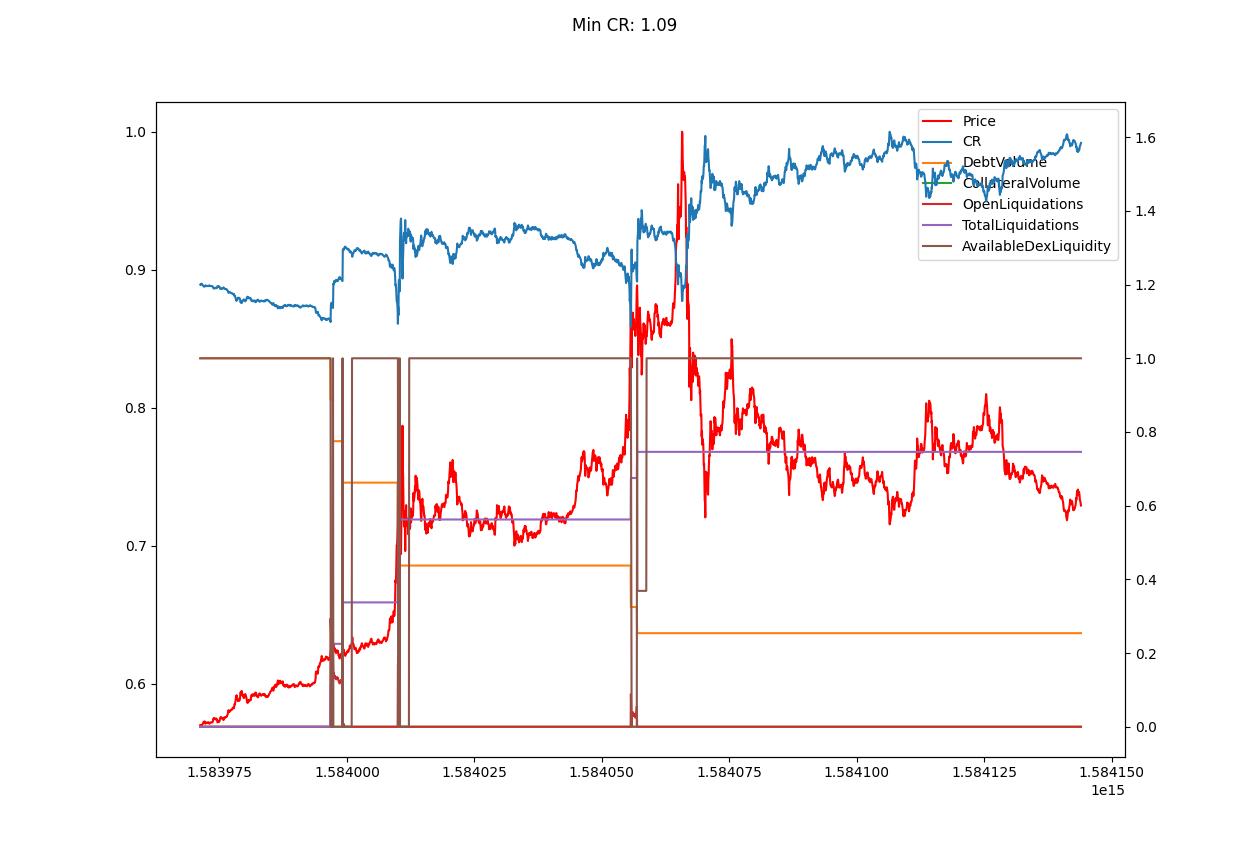 Min CR: 1.09
Price
CR
DebtVolume
CollateralVolume
OpenLiquidations
TotalLiquidations
AvailableDexLiquidity
1.0
0.9
0.8
0.7
0.6
1.6
1.4
1.2
1.0
0.8
0.6
0.4
0.2
0.0
1.583975 1.584000 1.584025 1.584050 1.584075 1.584100 1.584125 1.584150
1e15